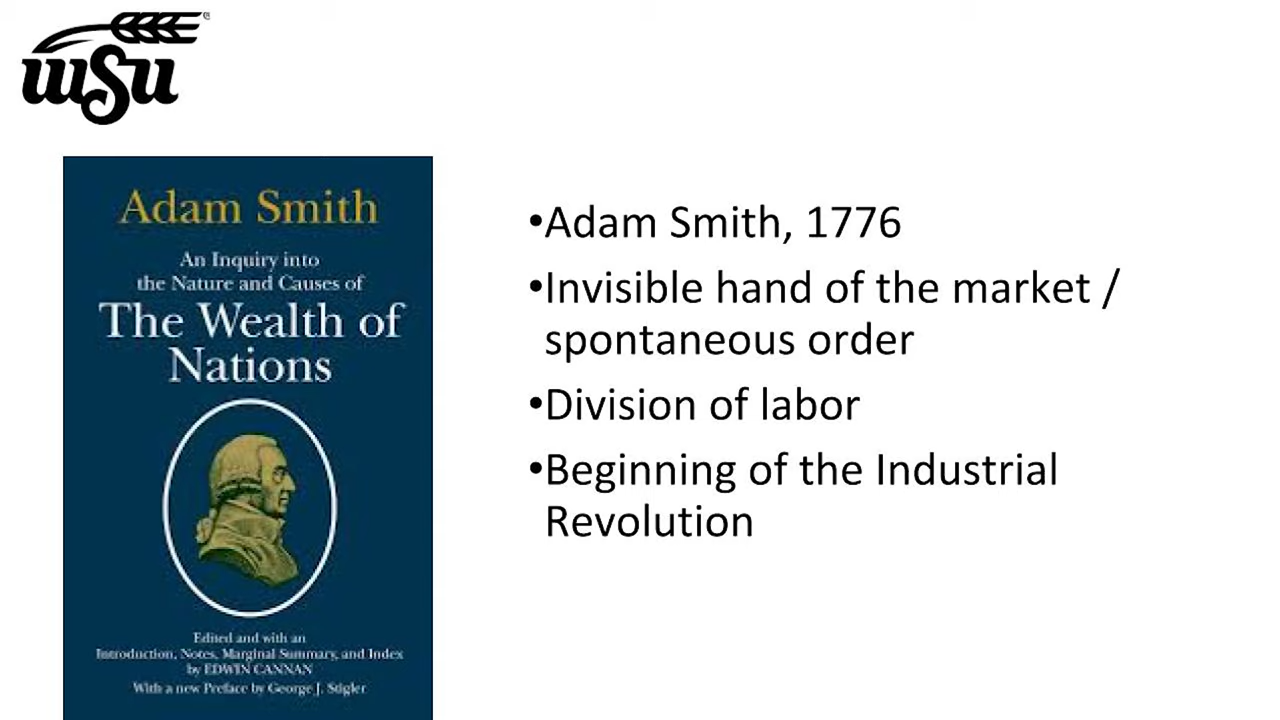 wsu
Adam Smith
An Inquiry into
the Nature and Causes of
The Wealth of
Nations
Edited and with an
Introduction, Notes, Marginal Summary, and Index
by EDWIN CANNAN
With a new Preface by George J. Stigler
•Adam Smith, 1776
•Invisible hand of the market /
spontaneous order
•Division of labor
•Beginning of the Industrial
Revolution